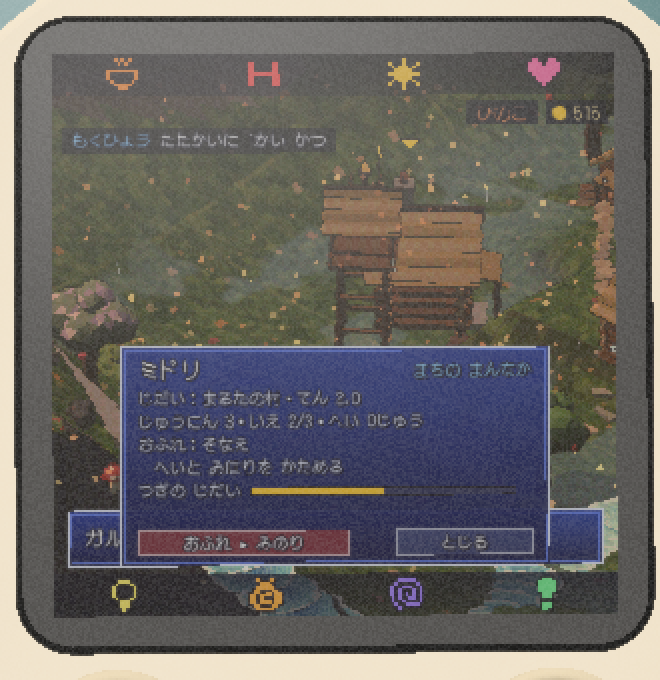 ひのこ 515
もくひょう たたかいに 1かい かつ
ミドリ まちの まんなか
じだい：まるたの村・てん 2.0
じゅうにん 3・いえ 2/3・へい 0じゅう
おふれ：そなえ
へいと みはりを かためる
つぎの じだい
おふれ ▸ みのり とじる
ガル